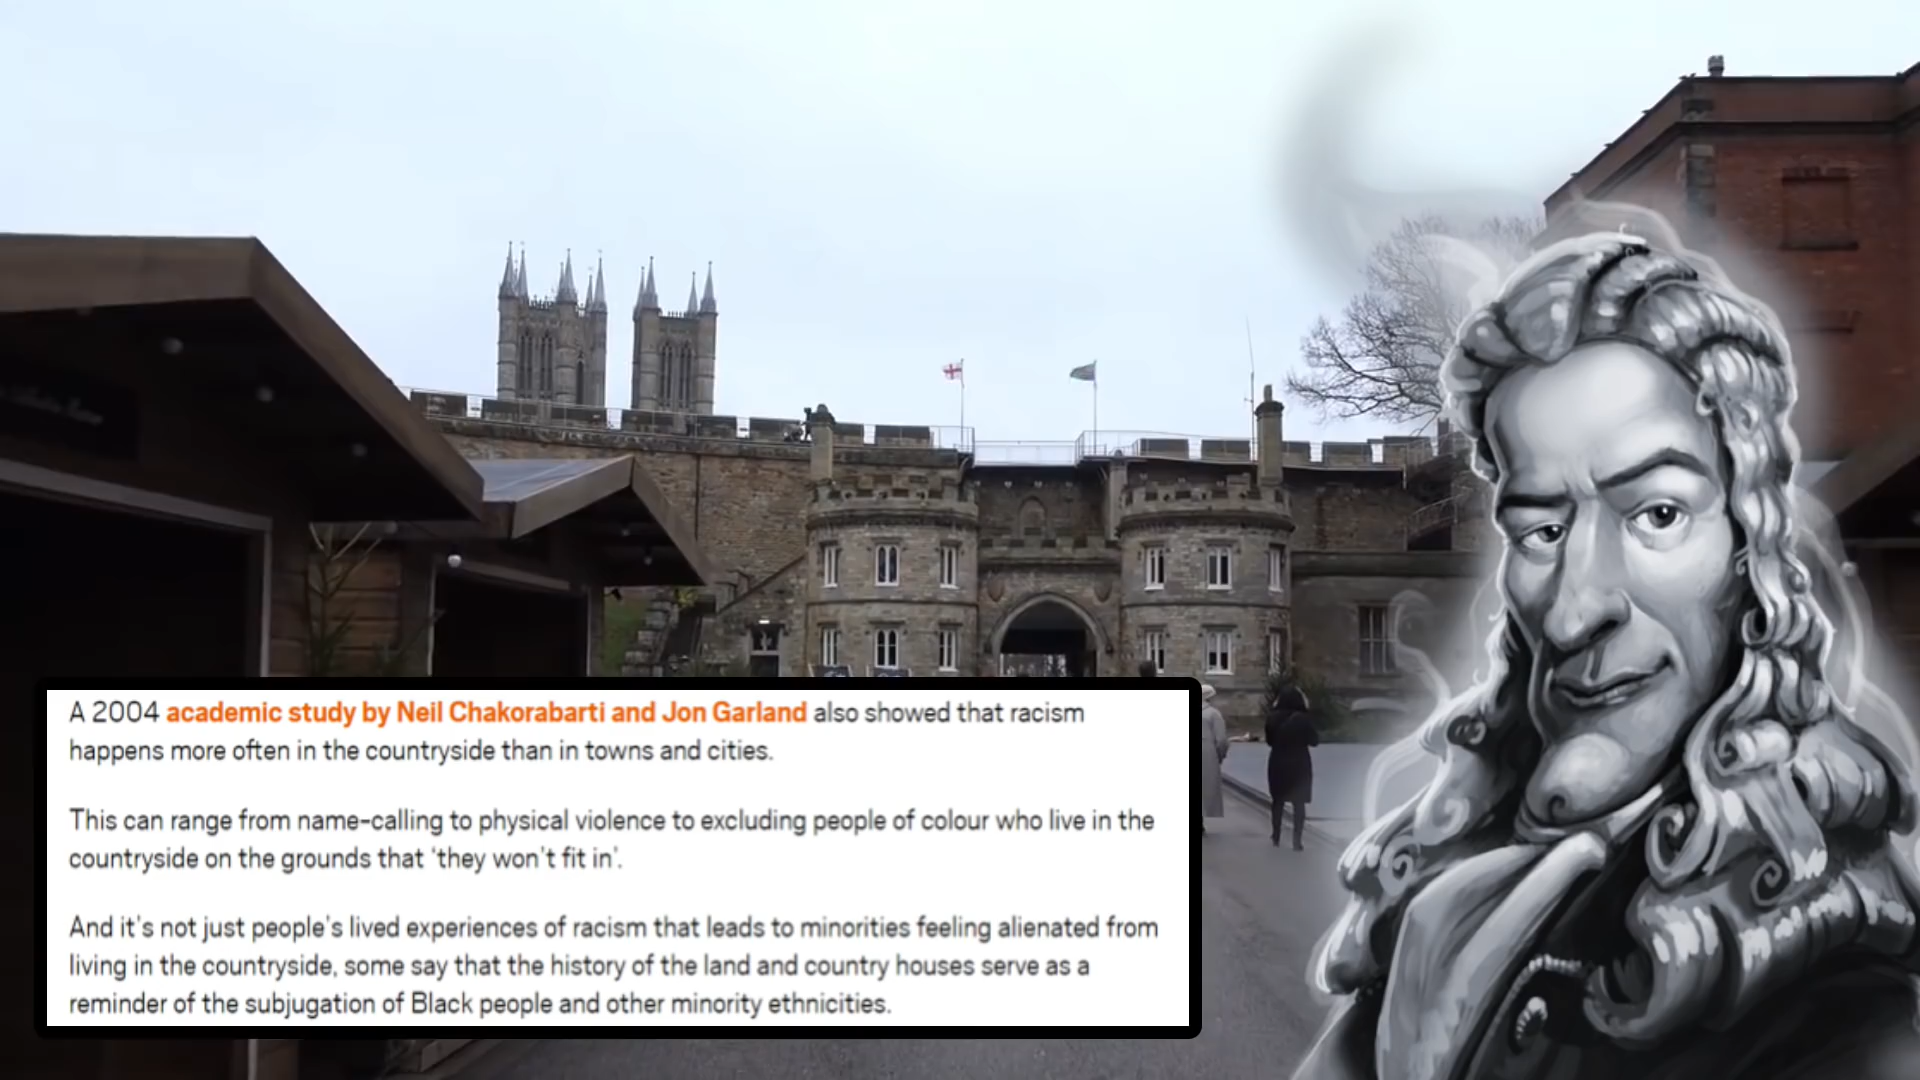 A 2004 academic study by Neil Chakorabarti and Jon Garland also showed that racism
happens more often in the countryside than in towns and cities.
This can range from name-calling to physical violence to excluding people of colour who live in the
countryside on the grounds that ‘they won’t fit in’.
And it’s not just people’s lived experiences of racism that leads to minorities feeling alienated from
living in the countryside, some say that the history of the land and country houses serve as a
reminder of the subjugation of Black people and other minority ethnicities.